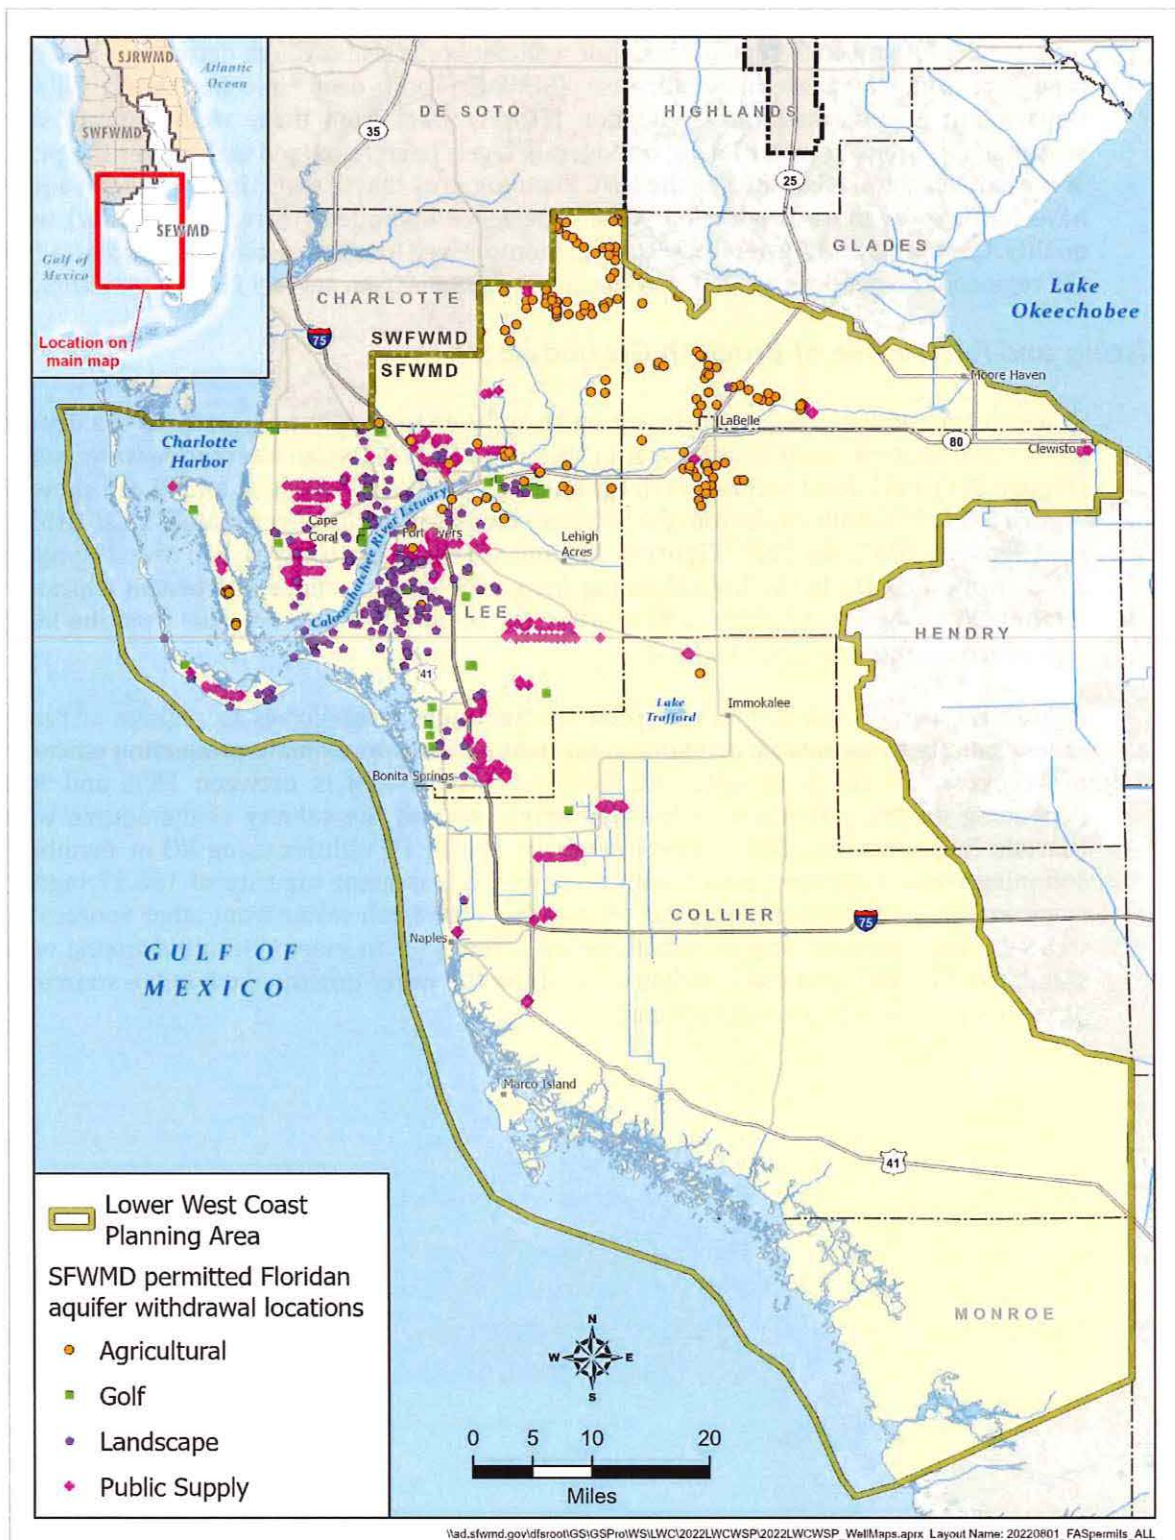 SJRWMD
Atlantic
Ocean
SWFWMD
SFWMD
Gulf of
Mexico
Location on
main map
DE SOTO
HIGHLANDS
35
25
GLADES
CHARLOTTE
Lake
Okeechobee
75
SWFWMD
SFWMD
Moore Haven
LaBelle
80
Clewiston
Charlotte
Harbor
Cape
Coral
Caloosahatchee River Estuary
Fort Myers
Lehigh
Acres
LEE
HENDRY
41
Lake
Trafford
Immokalee
Bonita Springs
COLLIER
75
Naples
GULF OF
MEXICO
Marco Island
41
MONROE
Lower West Coast
Planning Area
SFWMD permitted Floridan
aquifer withdrawal locations
Agricultural
Golf
Landscape
Public Supply
N
W E
S
0 5 10 20
Miles
\\ad.sfwmd.gov\dfsroot\GS\GSPro\WS\LWC\2022LWCWSP\2022LWCWSP_WellMaps.aprx Layout Name: 20220801_FASpermits_ALL